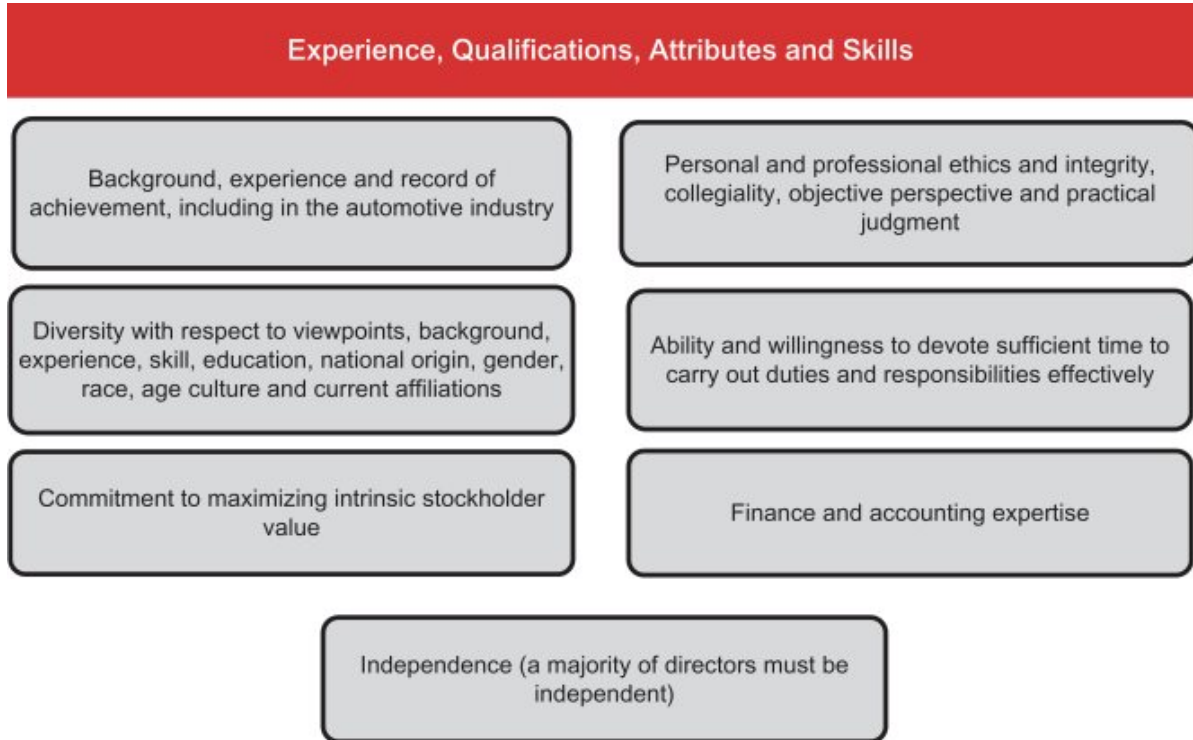 Experience, Qualifications, Attributes and Skills
Background, experience and record of
achievement, including in the automotive industry
Personal and professional ethics and integrity,
collegiality, objective perspective and practical
judgment
Diversity with respect to viewpoints, background,
experience, skill, education, national origin, gender,
race, age culture and current affiliations
Ability and willingness to devote sufficient time to
carry out duties and responsibilities effectively
Commitment to maximizing intrinsic stockholder
value
Finance and accounting expertise
Independence (a majority of directors must be
independent)